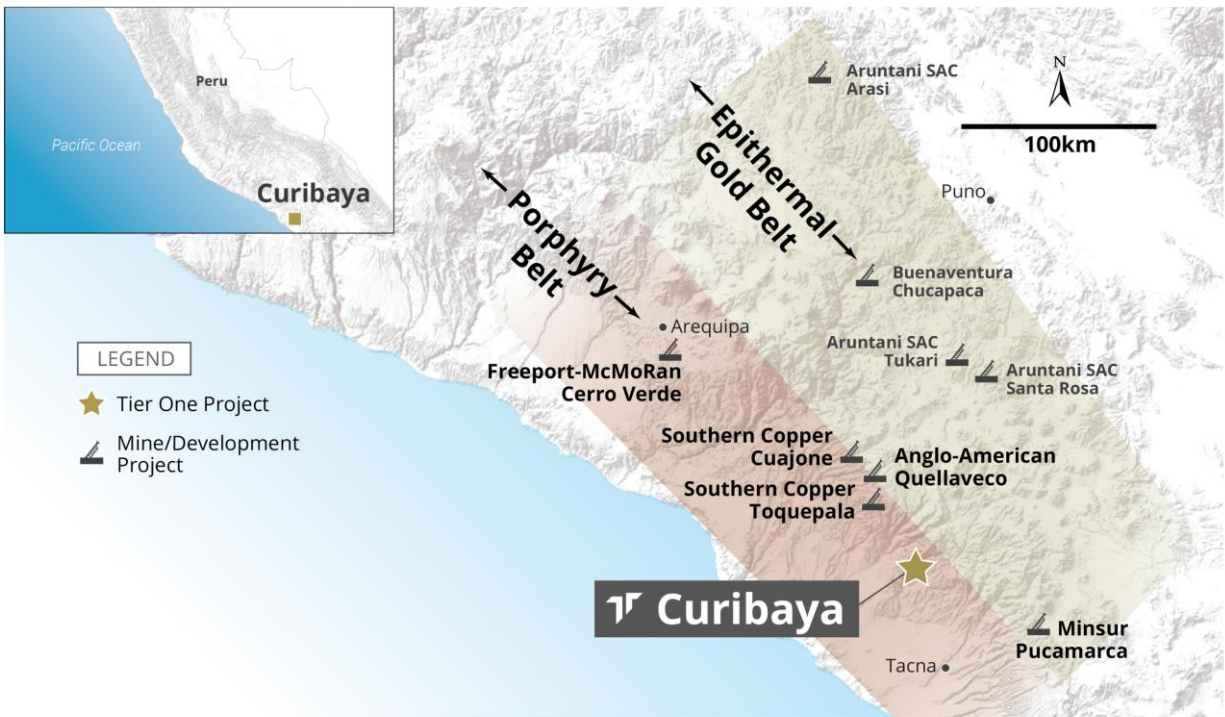 Peru
Pacific Ocean
Curibaya
Aruntani SAC
Arasi
N
100km
Epithermal
Gold Belt
Puno
Porphyry
Belt
Buenaventura
Chucapaca
Arequipa
Freeport-McMoRan
Cerro Verde
Aruntani SAC
Tukari
Aruntani SAC
Santa Rosa
LEGEND
Tier One Project
Mine/Development
Project
Southern Copper
Cuajone
Anglo-American
Quellaveco
Southern Copper
Toquepala
Curibaya
Minsur
Pucamarca
Tacna